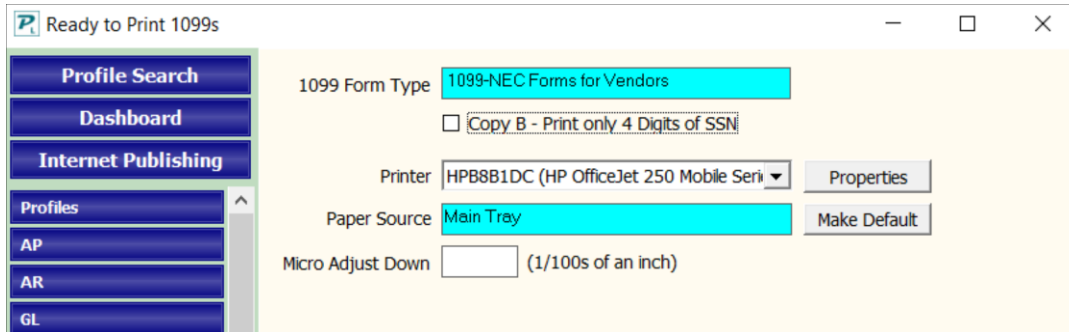 Ready to Print 1099s
Profile Search
Dashboard
Internet Publishing
Profiles
AP
AR
GL
1099 Form Type 1099-NEC Forms for Vendors
Copy B - Print only 4 Digits of SSN
Printer HPB8B1DC (HP OfficeJet 250 Mobile Seri Properties
Paper Source Main Tray Make Default
Micro Adjust Down (1/100s of an inch)